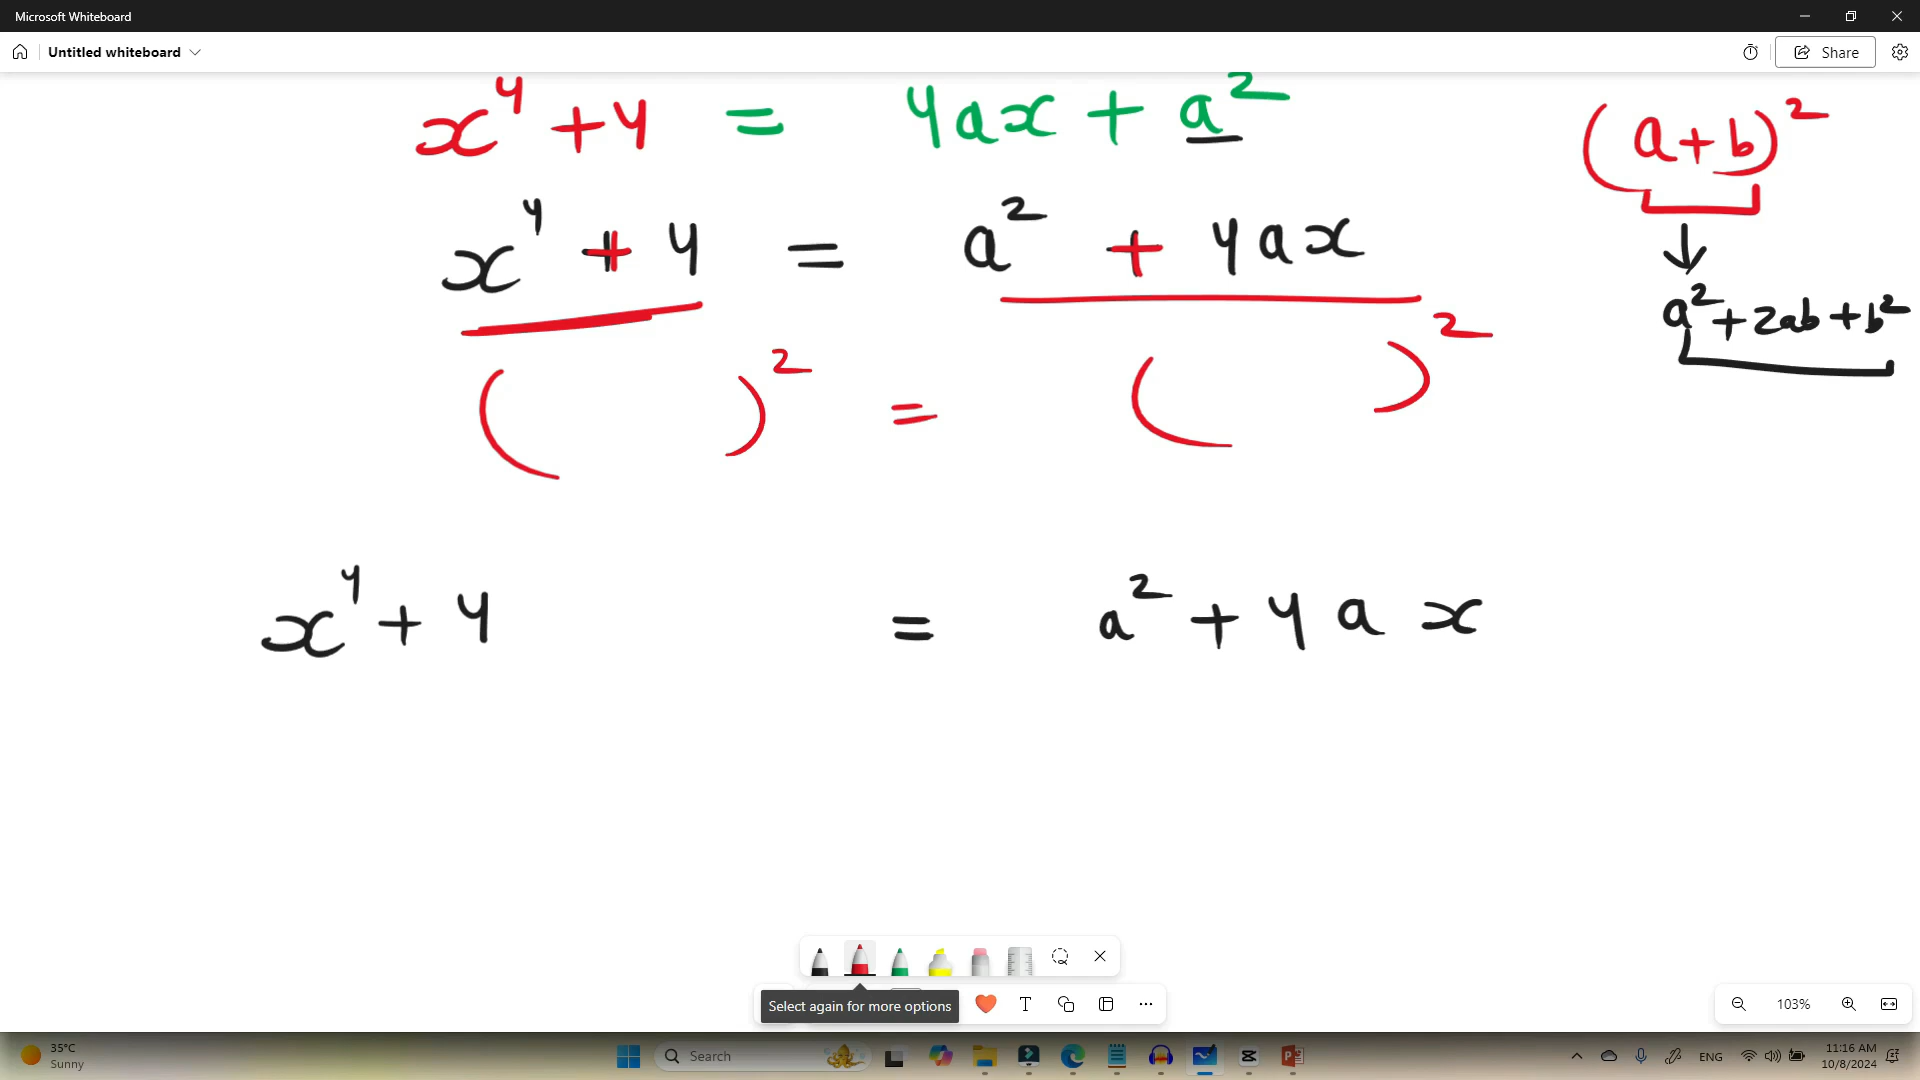 Microsoft Whiteboard
Untitled whiteboard
Share
x⁴ + 4 = 4ax + a²
(a+b)²
x⁴ + 4 = a² + 4ax
a² + 2ab + b²
( )² = ( )²
x⁴ + 4 = a² + 4ax
Select again for more options
T
103%
35°C
Sunny
Search
ENG
11:16 AM
10/8/2024